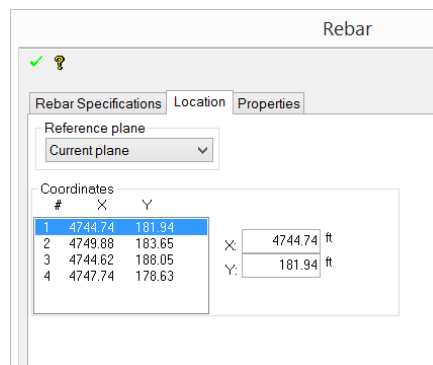 Rebar
?
Rebar Specifications Location Properties
Reference plane
Current plane
Coordinates
# X Y
1 4744.74 181.94
2 4749.88 183.65
3 4744.62 188.05
4 4747.74 178.63
X: 4744.74 ft
Y: 181.94 ft